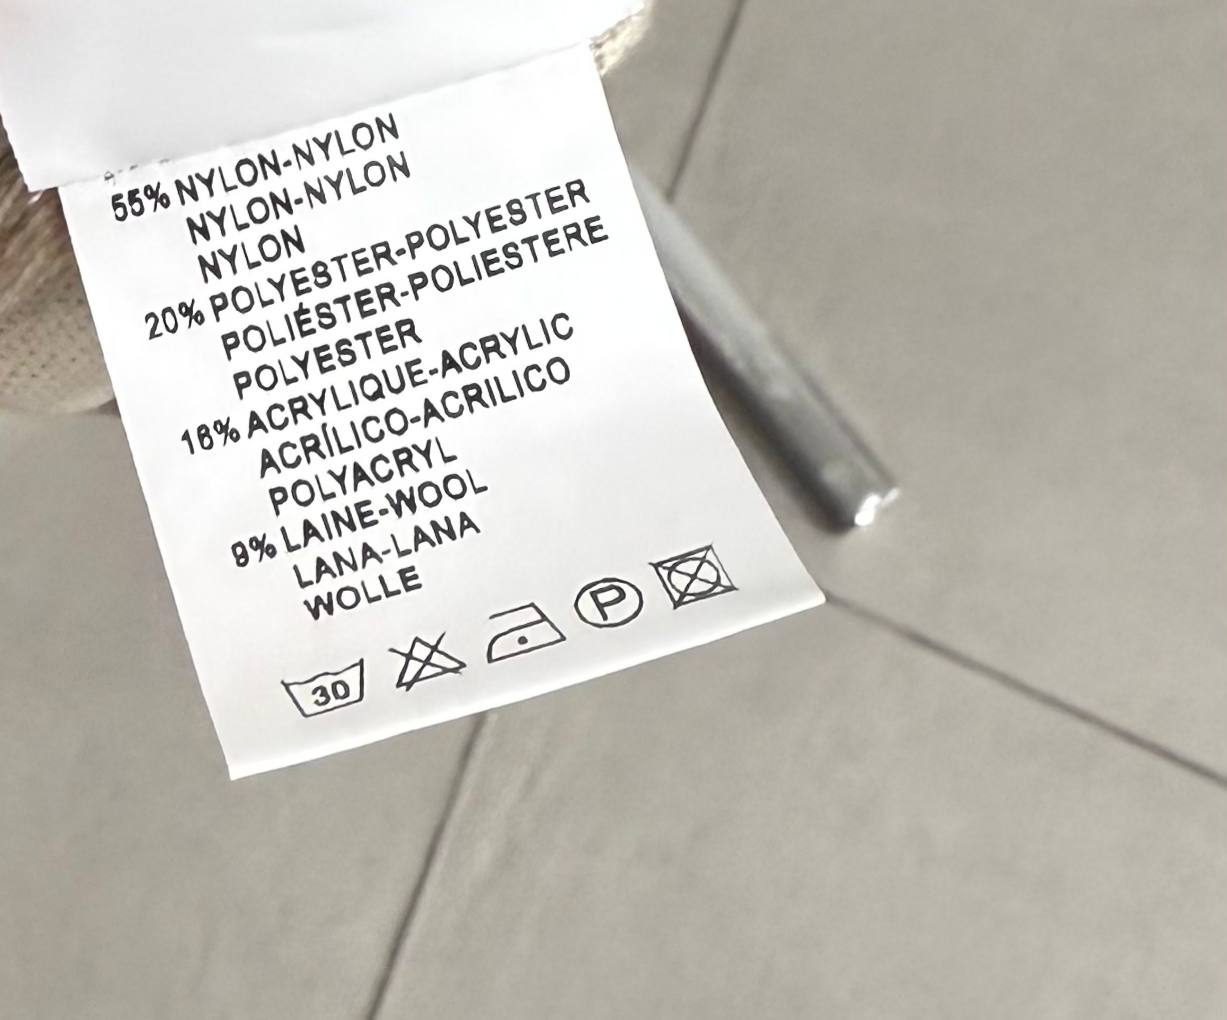 55% NYLON-NYLON
NYLON-NYLON
NYLON
20% POLYESTER-POLYESTER
POLIÉSTER-POLIESTERE
POLYESTER
16% ACRYLIQUE-ACRYLIC
ACRÍLICO-ACRILICO
POLYACRYL
9% LAINE-WOOL
LANA-LANA
WOLLE
30
P